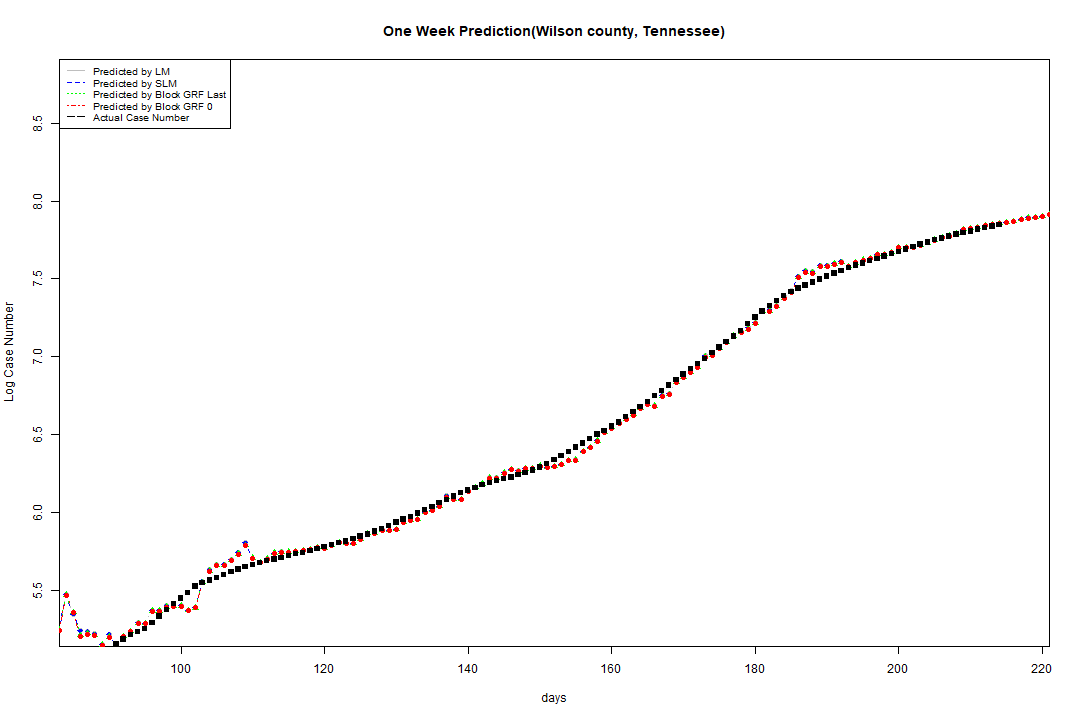 One Week Prediction(Wilson county, Tennessee)
Predicted by LM
Predicted by SLM
Predicted by Block GRF Last
Predicted by Block GRF 0
Actual Case Number
8.5
8.0
7.5
7.0
6.5
6.0
5.5
Log Case Number
100 120 140 160 180 200 220
days